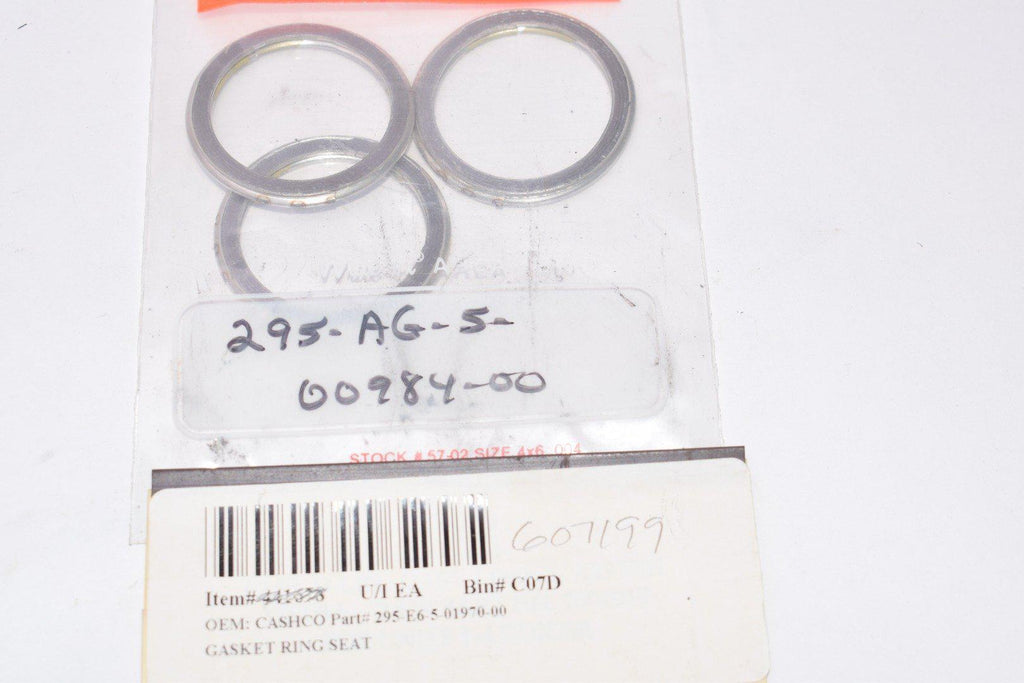 295-AG-5-
00984-00
STOCK # 57-02 SIZE 4x6 004
607199
Item# U/I EA Bin# C07D
OEM: CASHCO Part# 295-E6-5-01970-00
GASKET RING SEAT